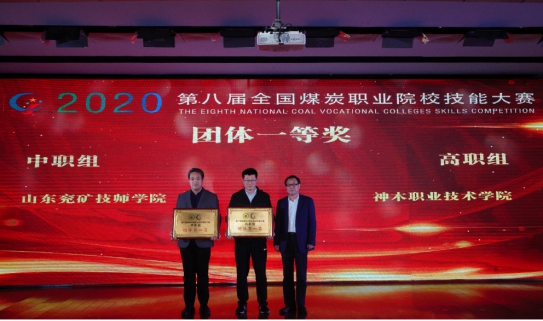 2020 第八届全国煤炭职业院校技能大赛
THE EIGHTH NATIONAL COAL VOCATIONAL COLLEGES SKILLS COMPETITION
团体一等奖
中职组
高职组
山东兖矿技师学院
神木职业技术学院